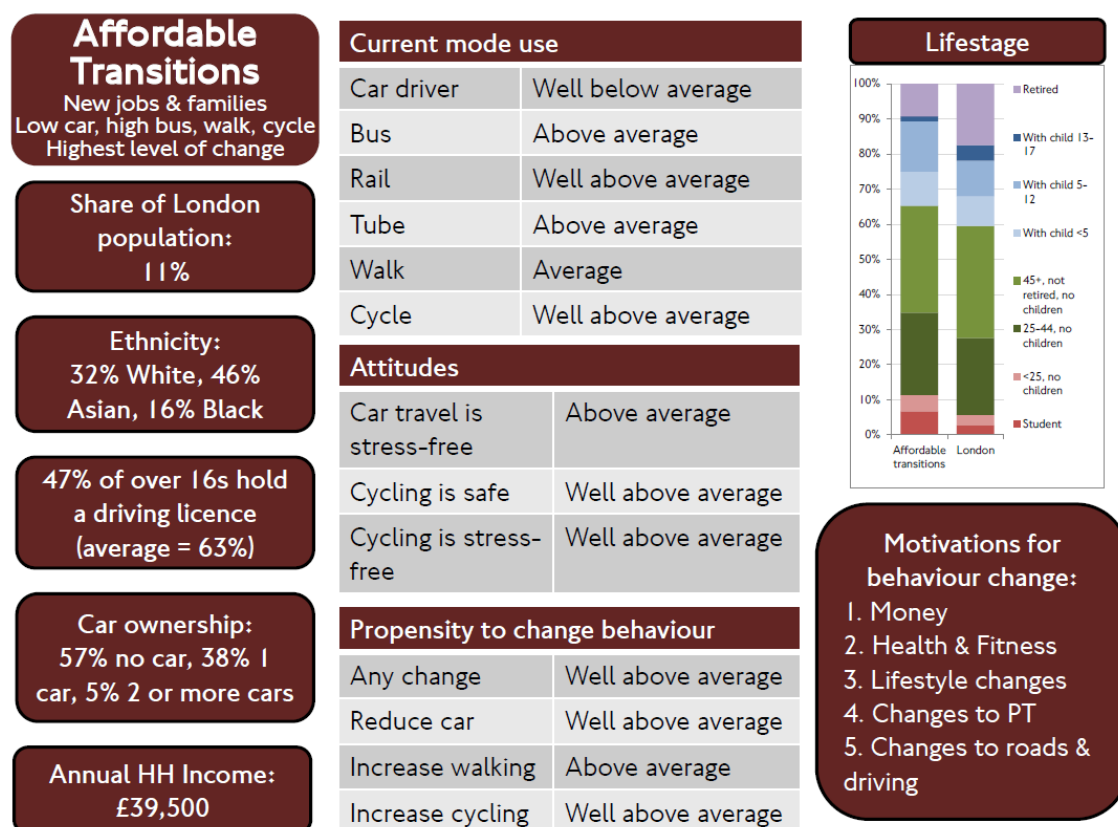 Affordable
Transitions
New jobs & families
Low car, high bus, walk, cycle
Highest level of change
Share of London
population:
11%
Ethnicity:
32% White, 46%
Asian, 16% Black
47% of over 16s hold
a driving licence
(average = 63%)
Car ownership:
57% no car, 38% 1
car, 5% 2 or more cars
Annual HH Income:
£39,500
Current mode use
Car driver Well below average
Bus Above average
Rail Well above average
Tube Above average
Walk Average
Cycle Well above average
Attitudes
Car travel is Above average
stress-free
Cycling is safe Well above average
Cycling is stress- Well above average
free
Propensity to change behaviour
Any change Well above average
Reduce car Well above average
Increase walking Above average
Increase cycling Well above average
Lifestage
100%
90%
80%
70%
60%
50%
40%
30%
20%
10%
0%
Affordable
transitions
London
Retired
With child 13-
17
With child 5-
12
With child <5
45+, not
retired, no
children
25-44, no
children
<25, no
children
Student
Motivations for
behaviour change:
1. Money
2. Health & Fitness
3. Lifestyle changes
4. Changes to PT
5. Changes to roads &
driving